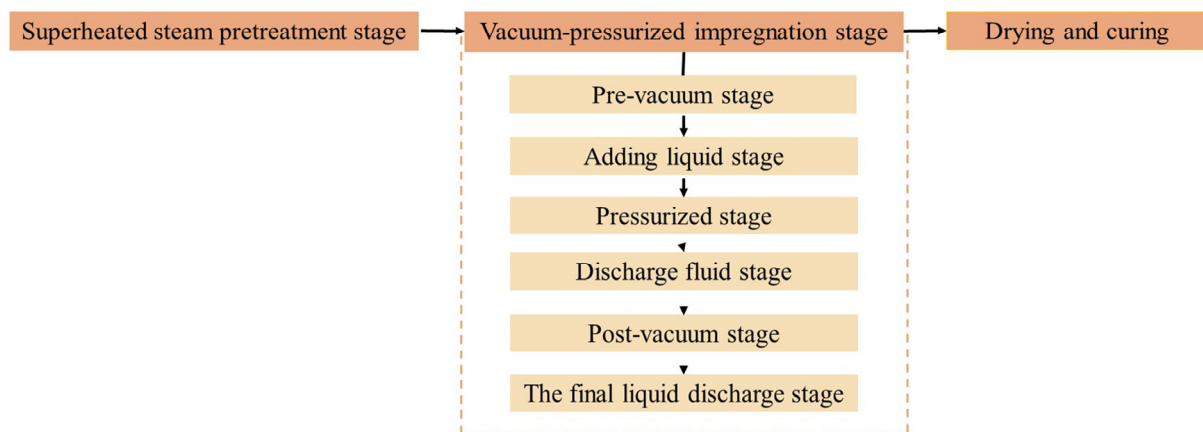 Superheated steam pretreatment stage
Vacuum-pressurized impregnation stage
Drying and curing
Pre-vacuum stage
Adding liquid stage
Pressurized stage
Discharge fluid stage
Post-vacuum stage
The final liquid discharge stage